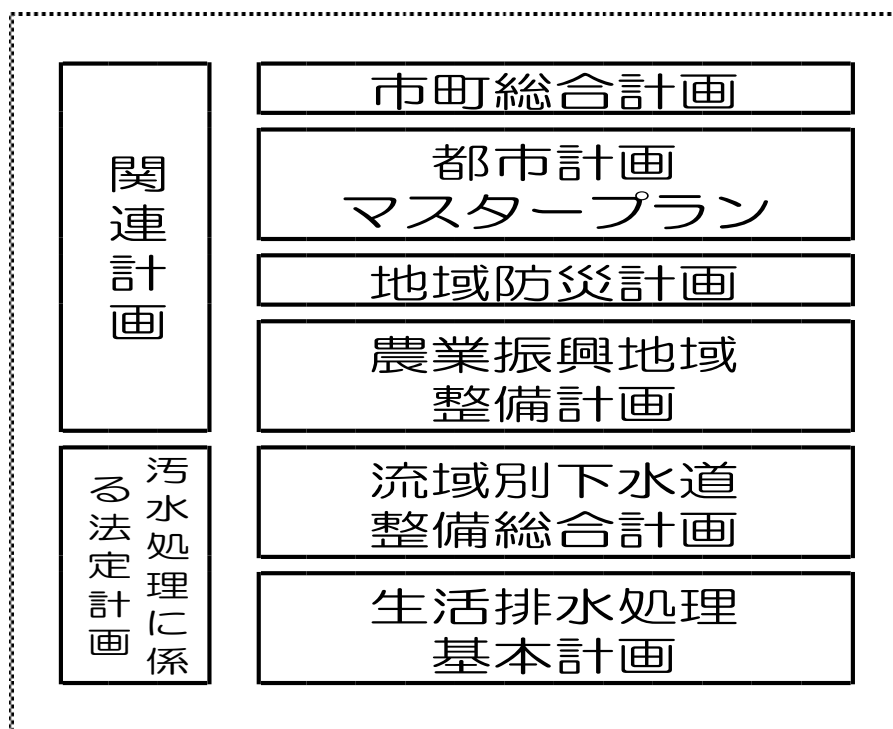 関連計画
市町総合計画
都市計画
マスタープラン
地域防災計画
農業振興地域
整備計画
汚水処理に係
る法定計画
流域別下水道
整備総合計画
生活排水処理
基本計画